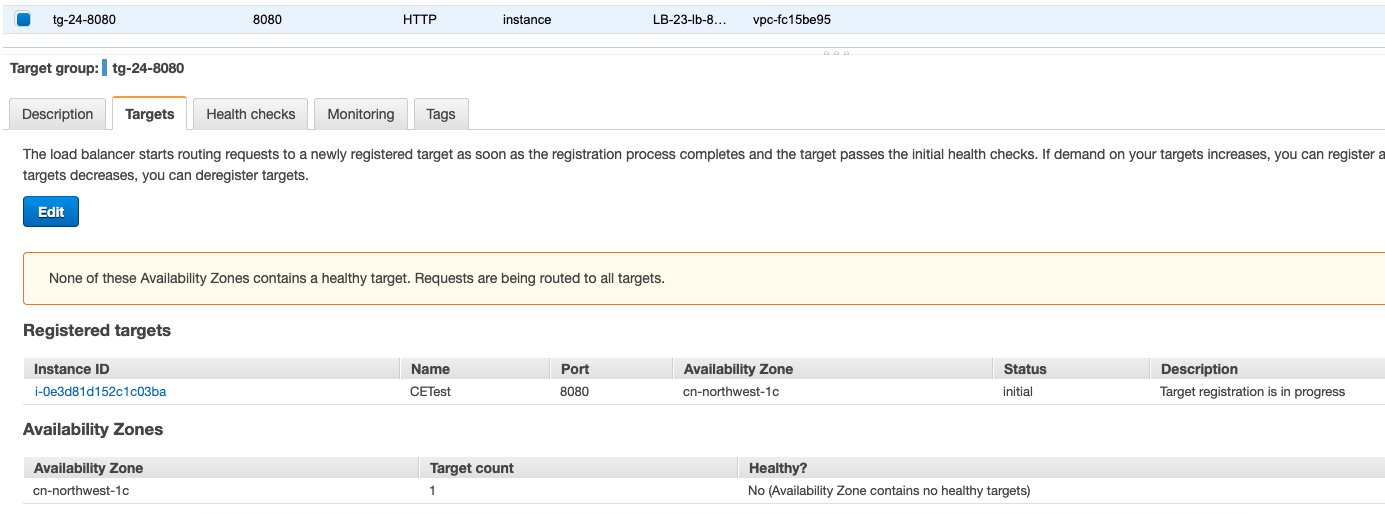 tg-24-8080 8080 HTTP instance LB-23-lb-8... vpc-fc15be95
Target group: tg-24-8080
Description Targets Health checks Monitoring Tags
The load balancer starts routing requests to a newly registered target as soon as the registration process completes and the target passes the initial health checks. If demand on your targets increases, you can register a
targets decreases, you can deregister targets.
Edit
None of these Availability Zones contains a healthy target. Requests are being routed to all targets.
Registered targets
Instance ID Name Port Availability Zone Status Description
i-0e3d81d152c1c03ba CETest 8080 cn-northwest-1c initial Target registration is in progress
Availability Zones
Availability Zone Target count Healthy?
cn-northwest-1c 1 No (Availability Zone contains no healthy targets)